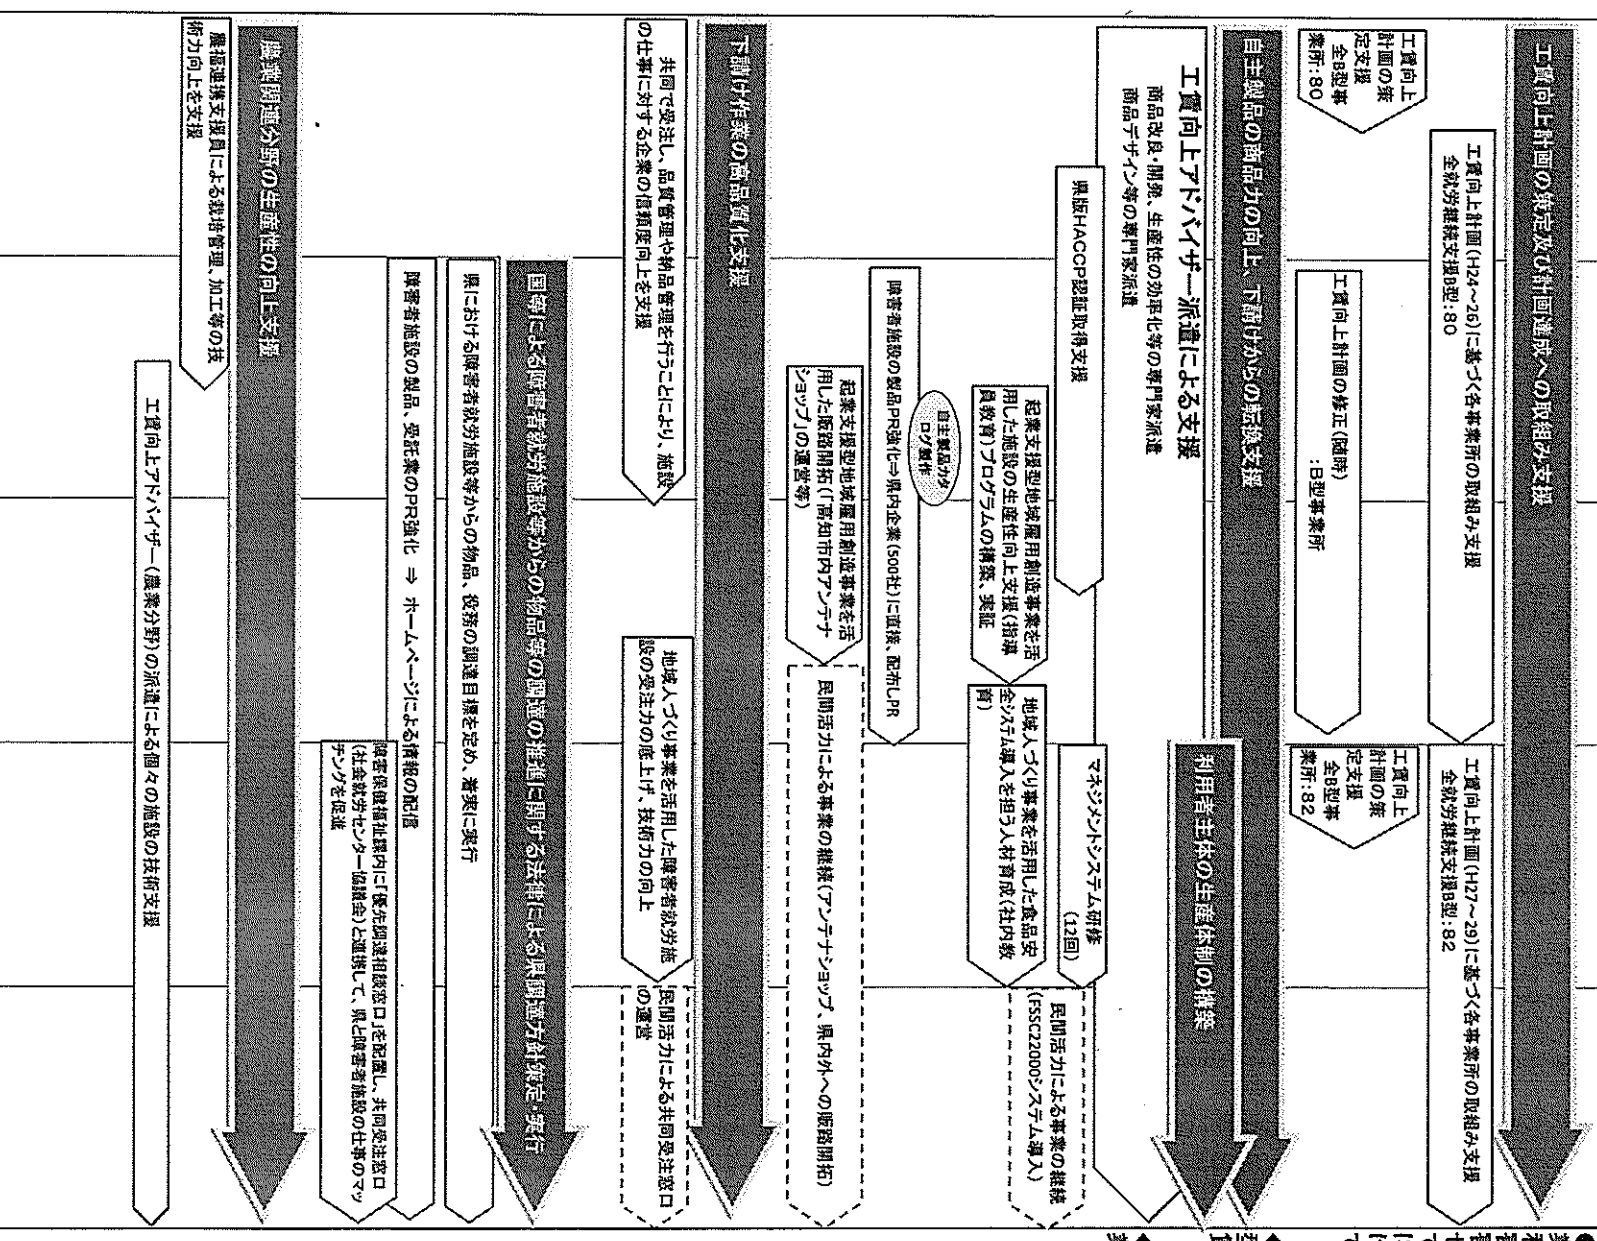 工賃向上計画の策定及び計画達成への取組み支援
工賃向上計画(H24～26)に基づく各事業所の取組み支援
全就労継続支援B型:80
工賃向上計画(H27～29)に基づく各事業所の取組み支援
全就労継続支援B型:82
工賃向上
計画の策
定支援
全B型事
業所:80
工賃向上計画の修正(随時)
:B型事業所
工賃向上
計画の策
定支援
全B型事
業所:82
自主製品の商品力の向上、下請けからの転換支援
利用者主体の生産体制の構築
工賃向上アドバイザー派遣による支援
商品改良・開発、生産性の効率化等の専門家派遣
商品デザイン等の専門家派遣
県版HACCP認証取得支援
マネジメントシステム研修
(12回)
起業支援型地域雇用創造事業を活
用した施設の生産性向上支援(指導
員教育)プログラムの構築、実証
地域人づくり事業を活用した食品安
全システム導入を担う人材育成(社内教
育)
民間活力による事業の継続
(FSSC22000システム導入)
自主製品カタ
ログ製作
障害者施設の製品PR強化⇒県内企業(500社)に直接、配布しPR
起業支援型地域雇用創造事業を活
用した販路開拓(「高知市内アンテナ
ショップ」の運営等)
民間活力による事業の継続(アンテナショップ、県内外への販路開拓)
下請け作業の高品質化支援
共同で受注し、品質管理や納品管理を行うことにより、施設
の仕事に対する企業の信頼度向上を支援
地域人づくり事業を活用した障害者就労施
設の受注力の底上げ、技術力の向上
民間活力による共同受注窓口
の運営
国等による障害者就労施設等からの物品等の調達の推進に関する法律による県調達方針策定・実行
県における障害者就労施設等からの物品、役務の調達目標を定め、着実に実行
障害者施設の製品、受託業のPR強化 ⇒ ホームページによる情報の配信
障害保健福祉課内に「優先調達相談窓口」を配置し、共同受注窓口
(社会就労センター協議会)と連携して、県と障害者施設の仕事のマッ
チングを促進
農業関連分野の生産性の向上支援
農福連携支援員による栽培管理、加工等の技
術力向上を支援
工賃向上アドバイザー(農業分野)の派遣による個々の施設の技術支援